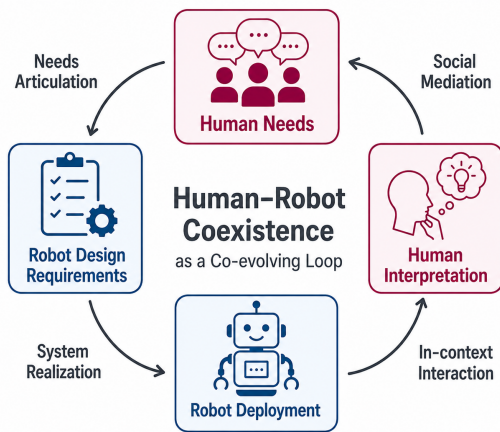 Needs
Articulation
Human Needs
Social
Mediation
Robot Design
Requirements
Human–Robot
Coexistence
as a Co-evolving Loop
Human
Interpretation
System
Realization
Robot Deployment
In-context
Interaction